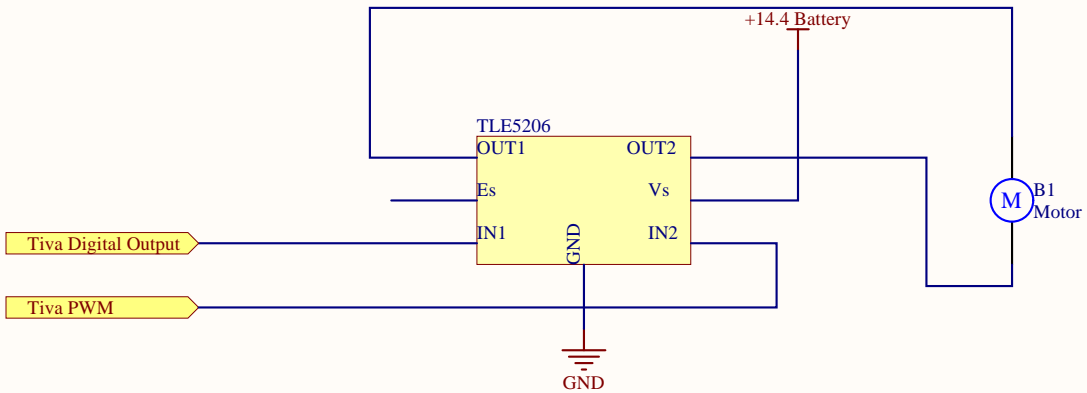 +14.4 Battery
TLE5206
OUT1
OUT2
Es
Vs
B1
M
Motor
IN1
IN2
GND
Tiva Digital Output
Tiva PWM
GND